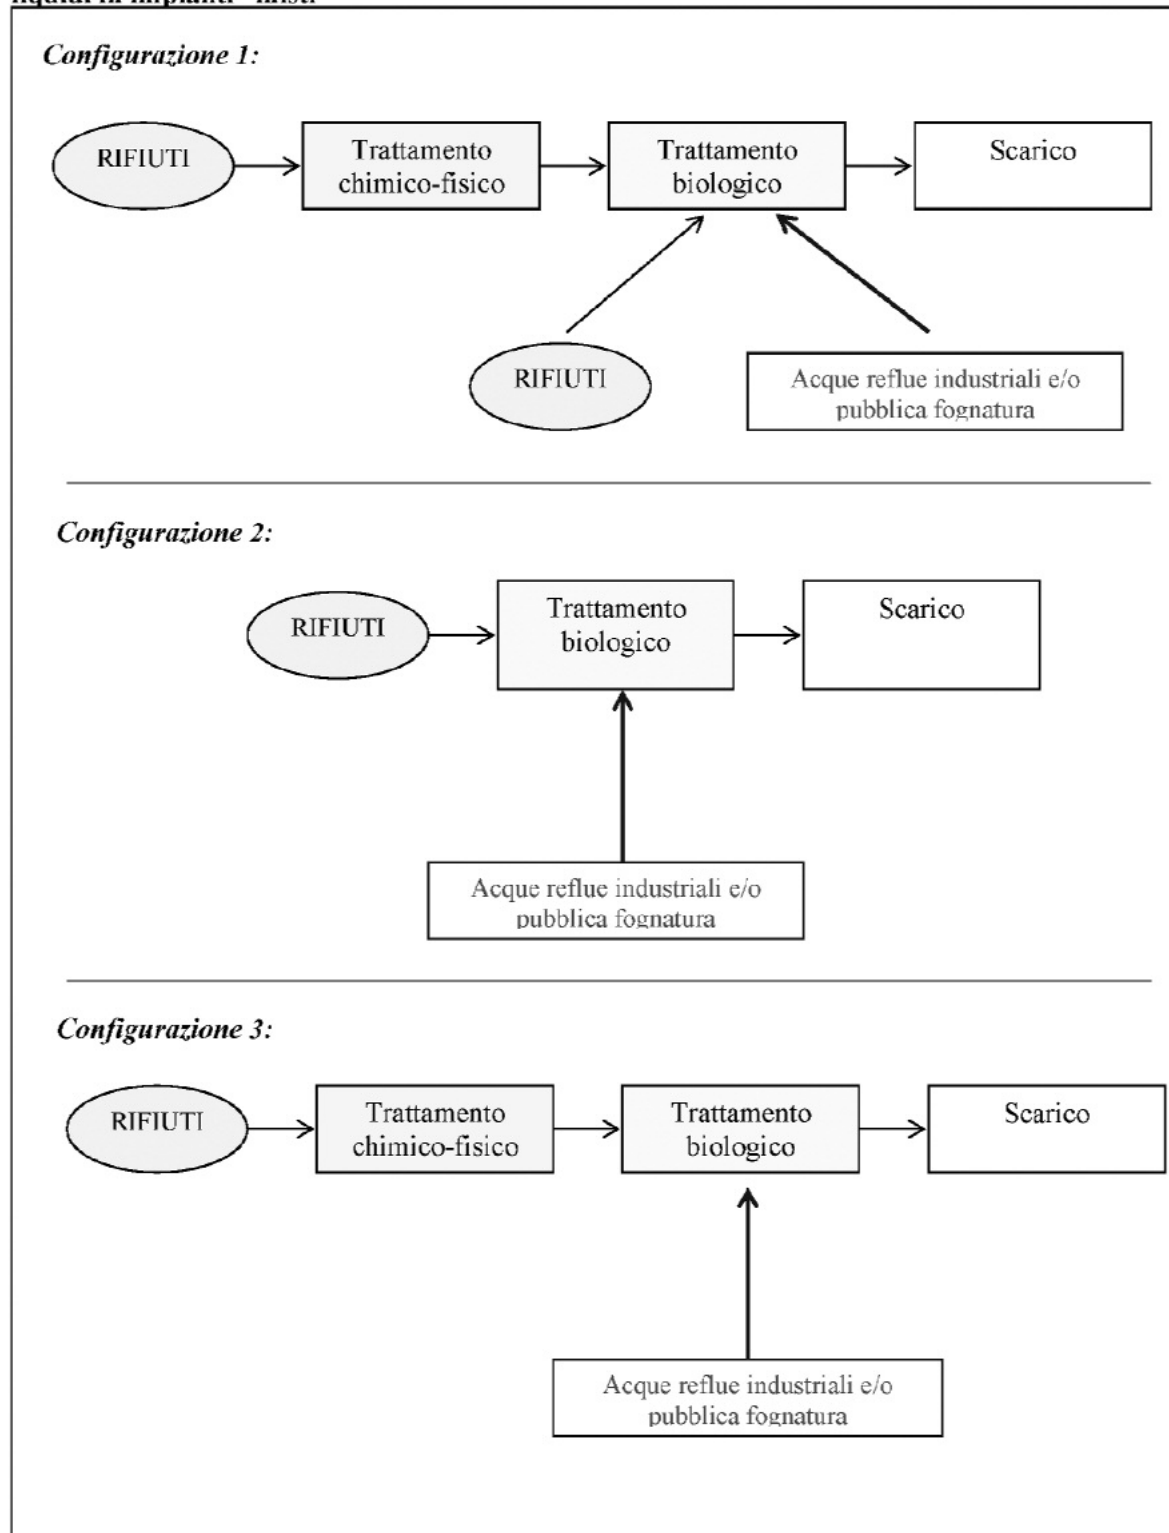 Configurazione 1:
RIFIUTI
Trattamento
chimico-fisico
Trattamento
biologico
Scarico
RIFIUTI
Acque reflue industriali e/o
pubblica fognatura
Configurazione 2:
RIFIUTI
Trattamento
biologico
Scarico
Acque reflue industriali e/o
pubblica fognatura
Configurazione 3:
RIFIUTI
Trattamento
chimico-fisico
Trattamento
biologico
Scarico
Acque reflue industriali e/o
pubblica fognatura